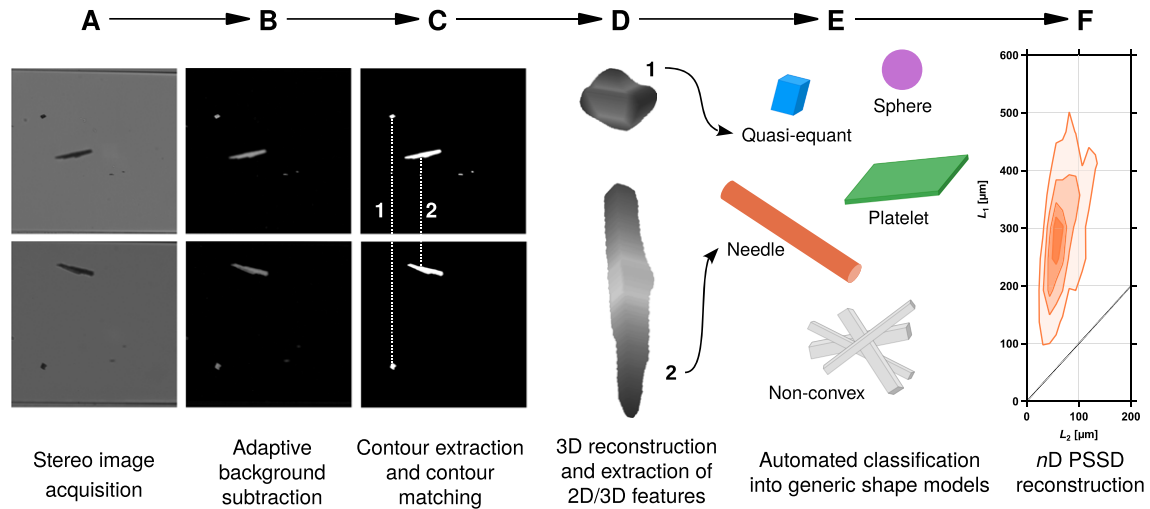 A B C D E F
1
Quasi-equant
Sphere
Platelet
1 2
Needle
2
Non-convex
600
500
400
300
200
100
0
L1 [µm]
0 100 200
L2 [µm]
Stereo image
acquisition
Adaptive
background
subtraction
Contour extraction
and contour
matching
3D reconstruction
and extraction of
2D/3D features
Automated classification
into generic shape models
nD PSSD
reconstruction